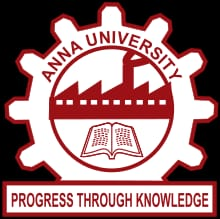 ANNA UNIVERSITY
PROGRESS THROUGH KNOWLEDGE